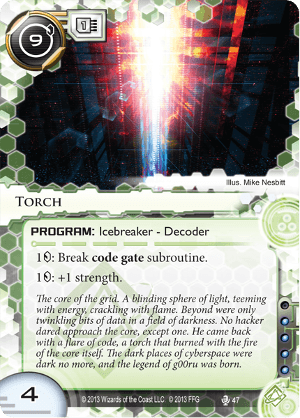 9
1
Illus. Mike Nesbitt
TORCH
PROGRAM: Icebreaker - Decoder
1: Break code gate subroutine.
1: +1 strength.
The core of the grid. A blinding sphere of light, teeming
with energy, crackling with flame. Beyond were only
twinkling bits of data in a field of darkness. No hacker
dared approach the core, except one. He came back
with a flare of code, a torch that burned with the fire
of the core itself. The dark places of cyberspace were
dark no more, and the legend of g00ru was born.
4
© 2013 Wizards of the Coast LLC. © 2013 FFG
47